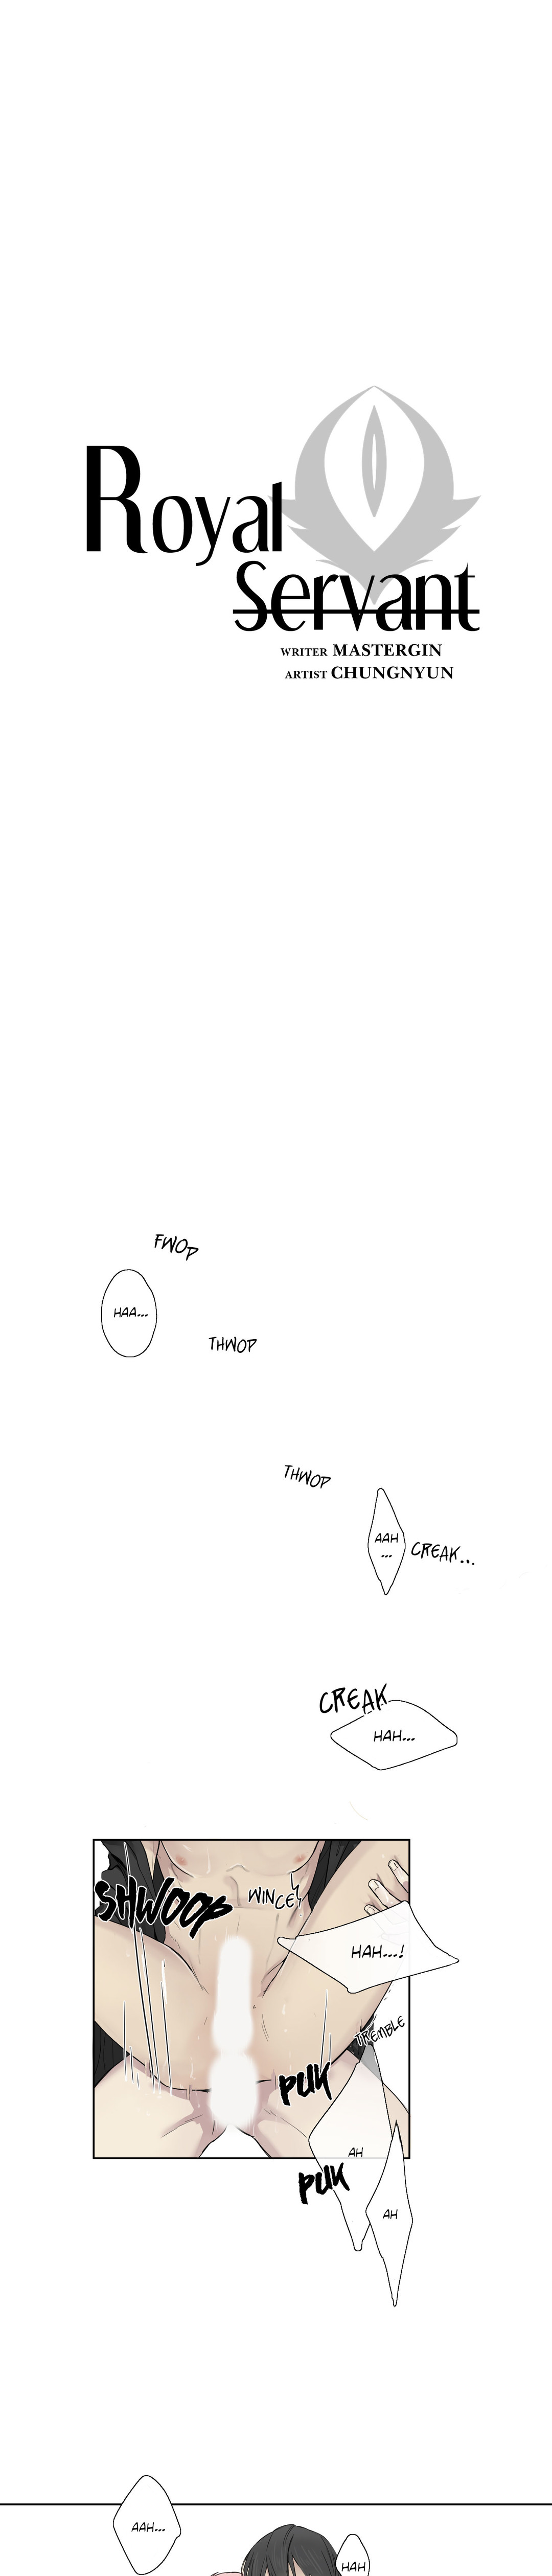 Royal
Servant
WRITER MASTERGIN
ARTIST CHUNGNYUN
FWOP
HAA...
THWOP
THWOP
AAH
...
CREAK...
CREAK
HAH...
SHWOOP
WINCE
HAH...!
TREMBLE
PUK
AH
PUK
AH
AAH...
HAH